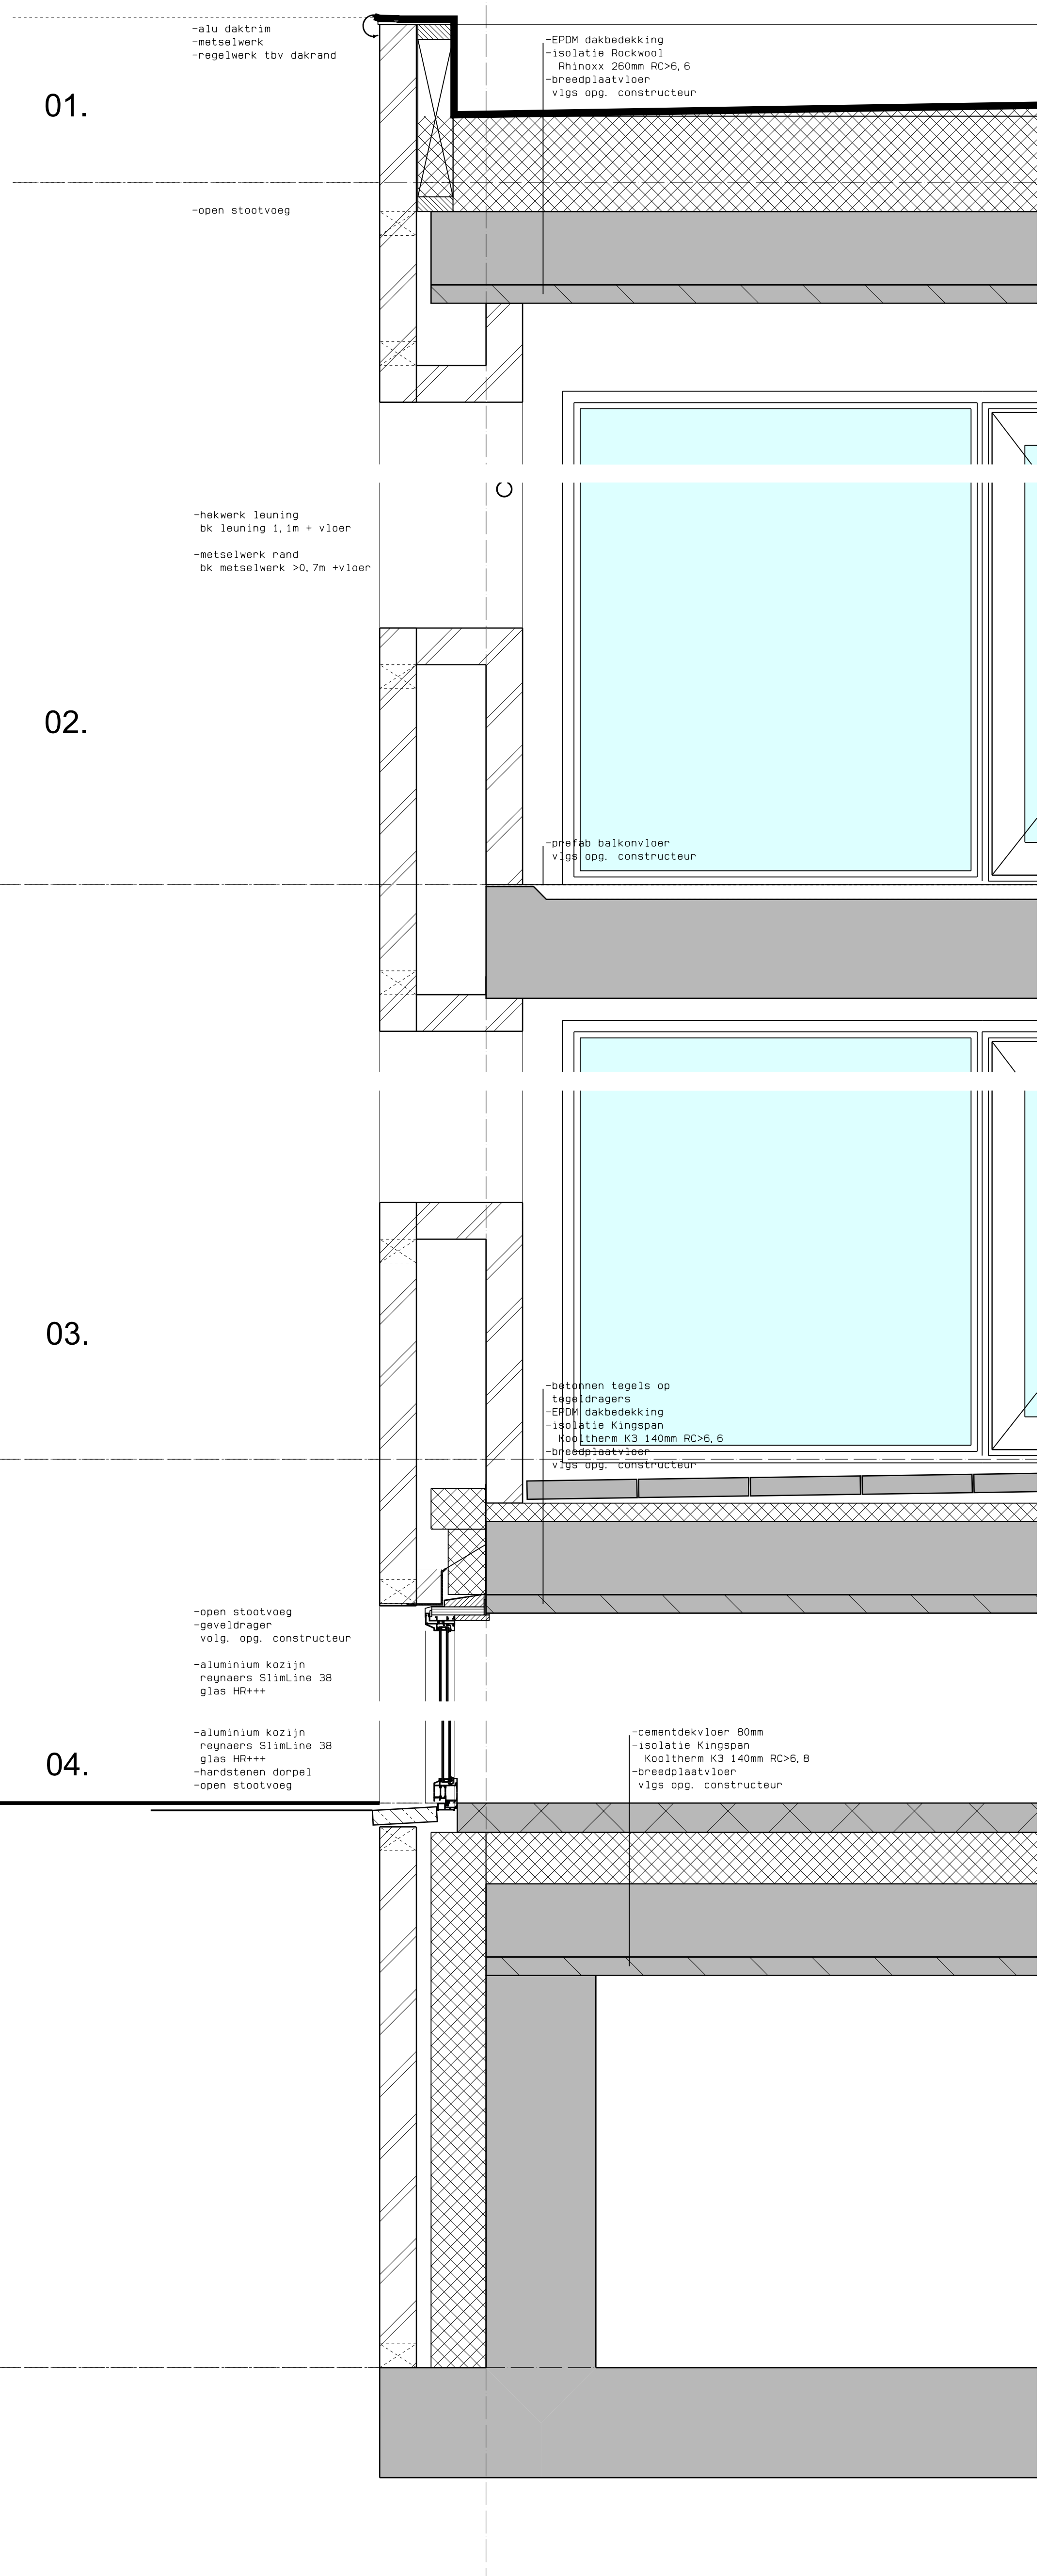 -alu daktrim
-metselwerk
-regelwerk tbv dakrand
-EPDM dakbedekking
-isolatie Rockwool
Rhinoxx 260mm RC>6,6
-breedplaatvloer
vlgs opg. constructeur
01.
-open stootvoeg
-hekwerk leuning
bk leuning 1,1m + vloer
-metselwerk rand
bk metselwerk >0,7m +vloer
02.
-prefab balkonvloer
vlgs opg. constructeur
03.
-betonnen tegels op
tegeldragers
-EPDM dakbedekking
-isolatie Kingspan
Kooltherm K3 140mm RC>6,6
-breedplaatvloer
vlgs opg. constructeur
-open stootvoeg
-geveldrager
volg. opg. constructeur
-aluminium kozijn
reynaers SlimLine 38
glas HR+++
04.
-aluminium kozijn
reynaers SlimLine 38
glas HR+++
-hardstenen dorpel
-open stootvoeg
-cementdekvloer 80mm
-isolatie Kingspan
Kooltherm K3 140mm RC>6,8
-breedplaatvloer
vlgs opg. constructeur